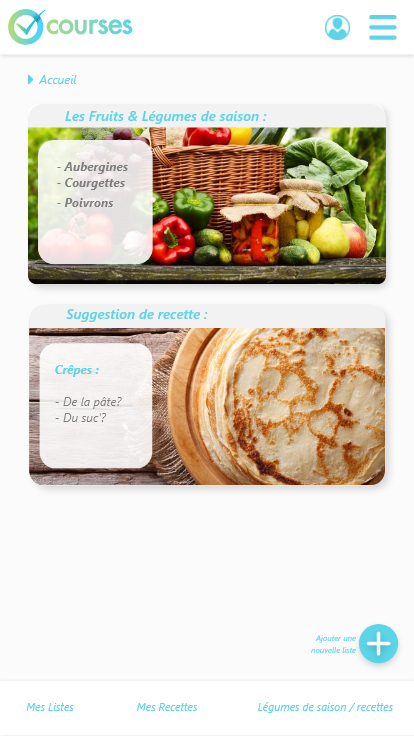 courses
Accueil
Les Fruits & Légumes de saison :
- Aubergines
- Courgettes
- Poivrons
Suggestion de recette :
Crêpes :
- De la pâte?
- Du suc'?
Ajouter une
nouvelle liste
Mes Listes
Mes Recettes
Légumes de saison / recettes